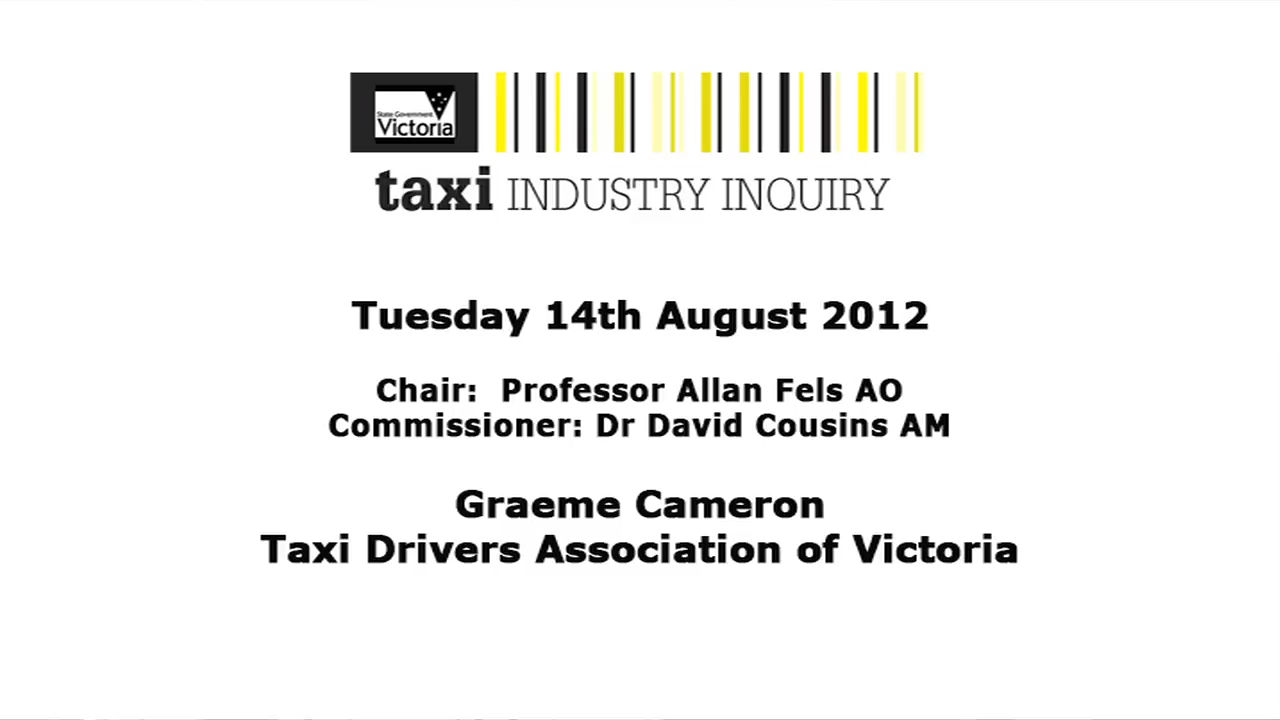 State Government
Victoria
taxi INDUSTRY INQUIRY
Tuesday 14th August 2012
Chair: Professor Allan Fels AO
Commissioner: Dr David Cousins AM
Graeme Cameron
Taxi Drivers Association of Victoria